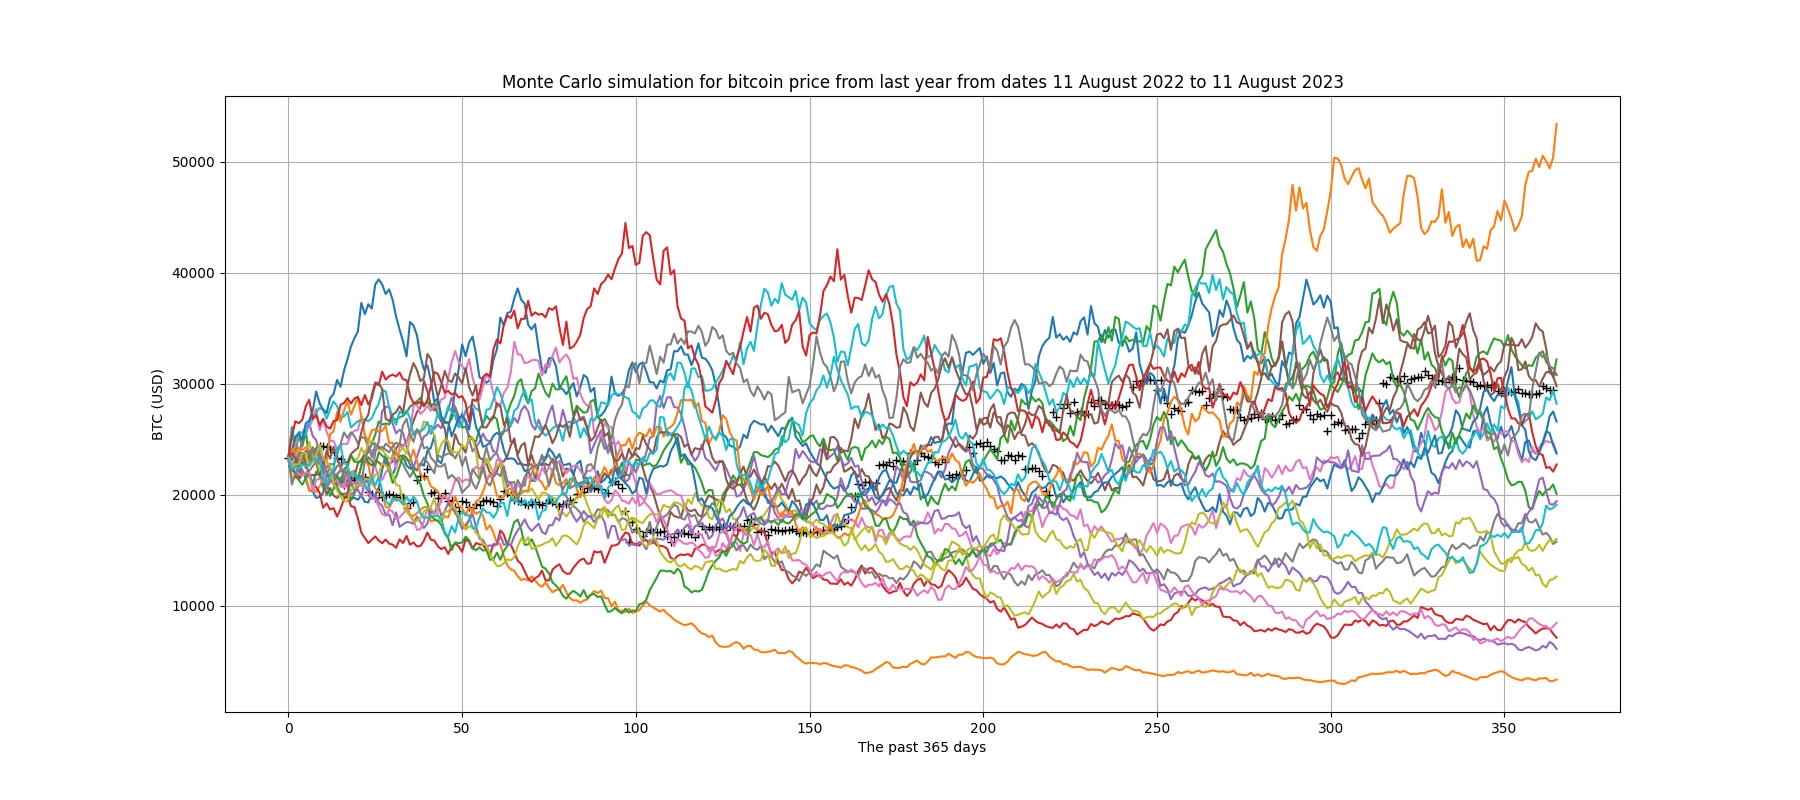 Monte Carlo simulation for bitcoin price from last year from dates 11 August 2022 to 11 August 2023
BTC (USD)
50000
40000
30000
20000
10000
0 50 100 150 200 250 300 350
The past 365 days